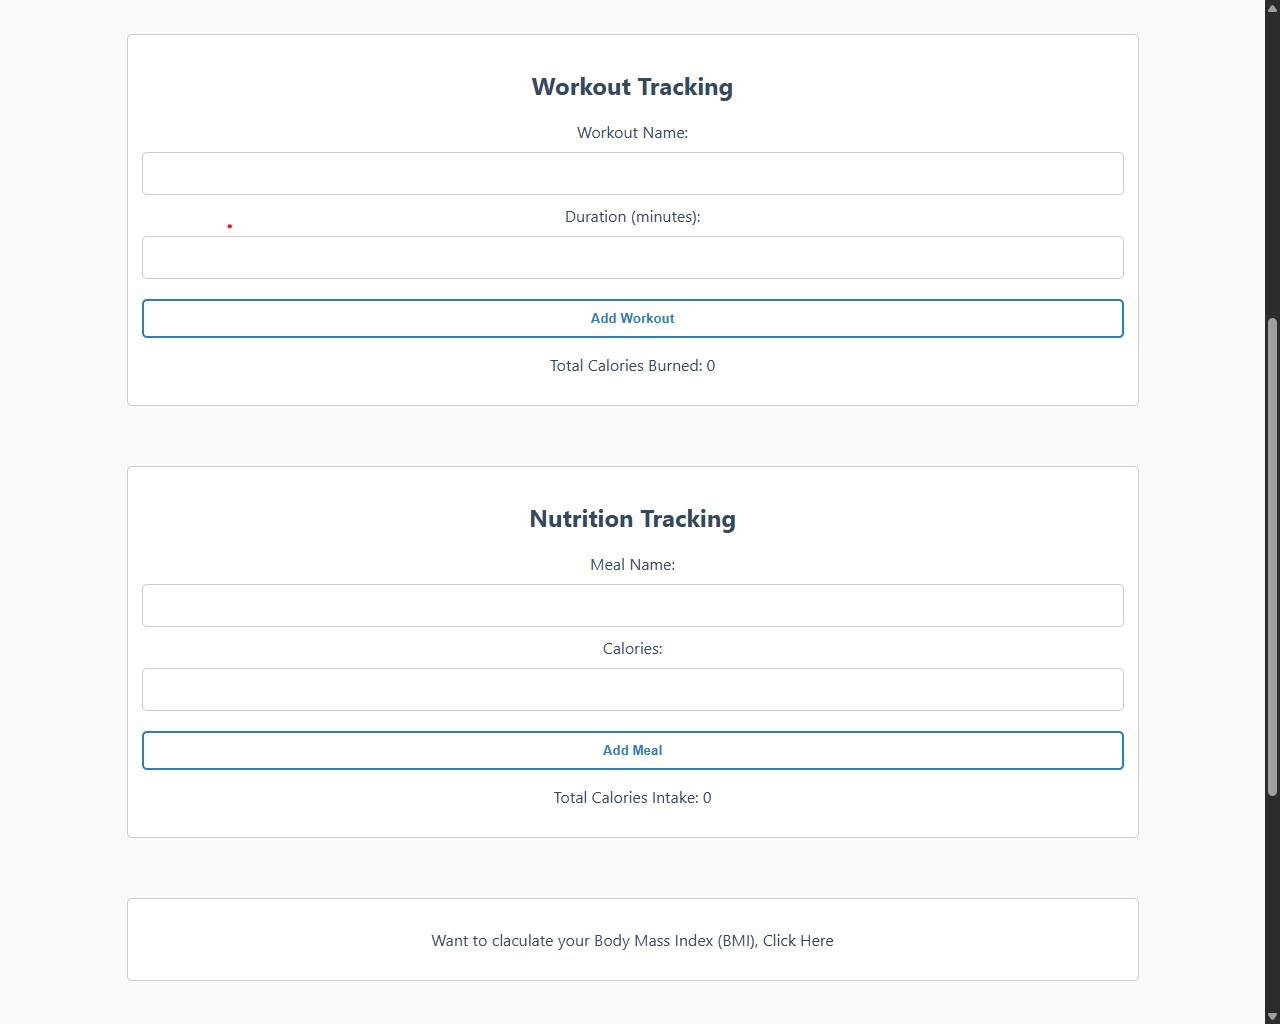 Workout Tracking
Workout Name:
Duration (minutes):
Add Workout
Total Calories Burned: 0
Nutrition Tracking
Meal Name:
Calories:
Add Meal
Total Calories Intake: 0
Want to claculate your Body Mass Index (BMI), Click Here